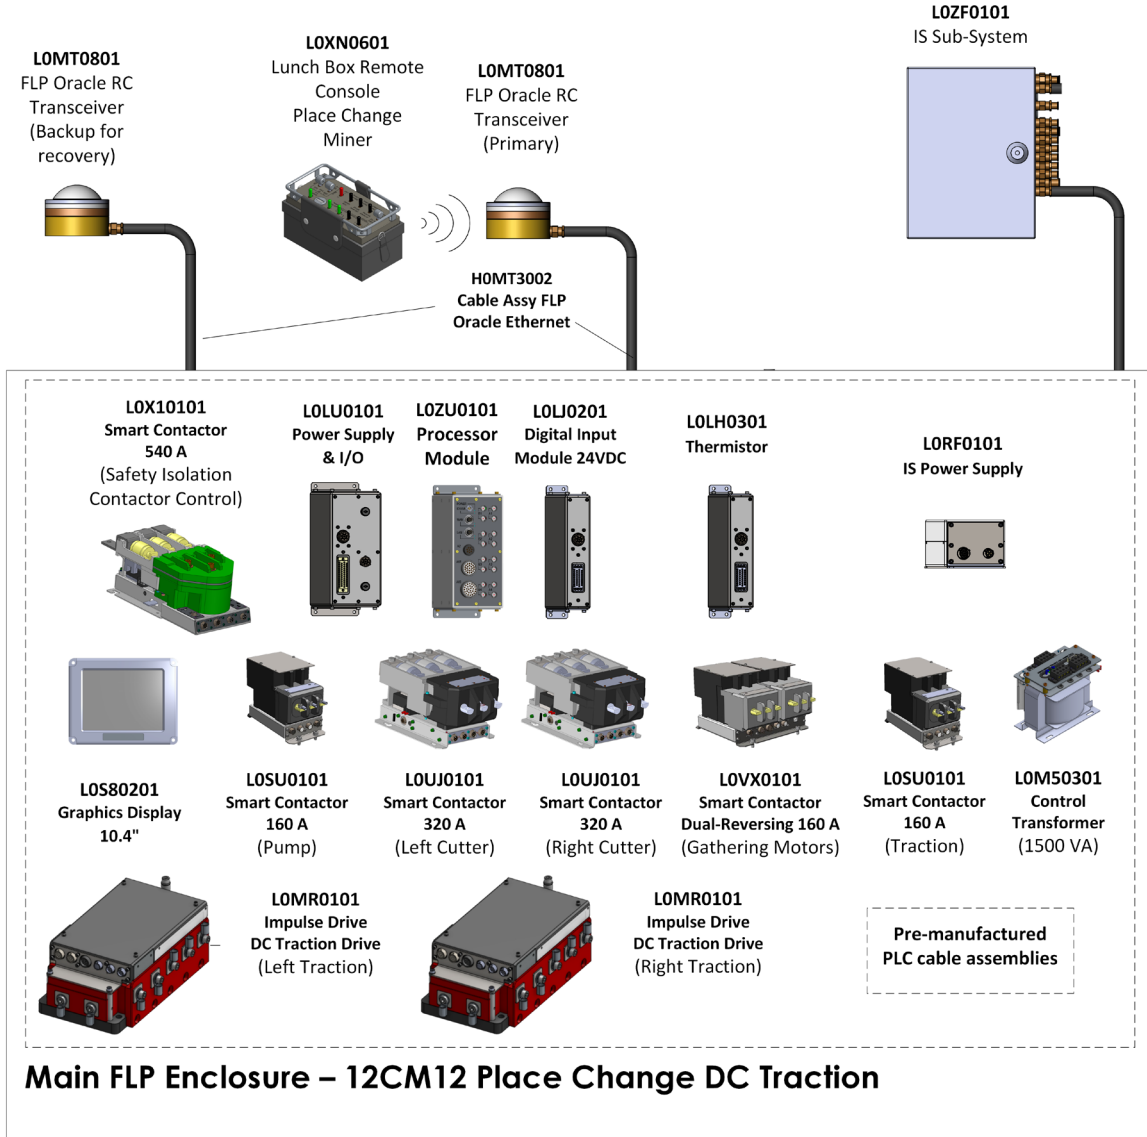 L0MT0801
FLP Oracle RC
Transceiver
(Backup for
recovery)
L0XN0601
Lunch Box Remote
Console
Place Change
Miner
L0MT0801
FLP Oracle RC
Transceiver
(Primary)
L0ZF0101
IS Sub-System
H0MT3002
Cable Assy FLP
Oracle Ethernet
L0X10101
Smart Contactor
540 A
(Safety Isolation
Contactor Control)
L0LU0101
Power Supply
& I/O
L0ZU0101
Processor
Module
L0LJ0201
Digital Input
Module 24VDC
L0LH0301
Thermistor
L0RF0101
IS Power Supply
L0S80201
Graphics Display
10.4"
L0SU0101
Smart Contactor
160 A
(Pump)
L0UJ0101
Smart Contactor
320 A
(Left Cutter)
L0UJ0101
Smart Contactor
320 A
(Right Cutter)
L0VX0101
Smart Contactor
Dual-Reversing 160 A
(Gathering Motors)
L0SU0101
Smart Contactor
160 A
(Traction)
L0M50301
Control
Transformer
(1500 VA)
L0MR0101
Impulse Drive
DC Traction Drive
(Left Traction)
L0MR0101
Impulse Drive
DC Traction Drive
(Right Traction)
Pre-manufactured
PLC cable assemblies
Main FLP Enclosure – 12CM12 Place Change DC Traction